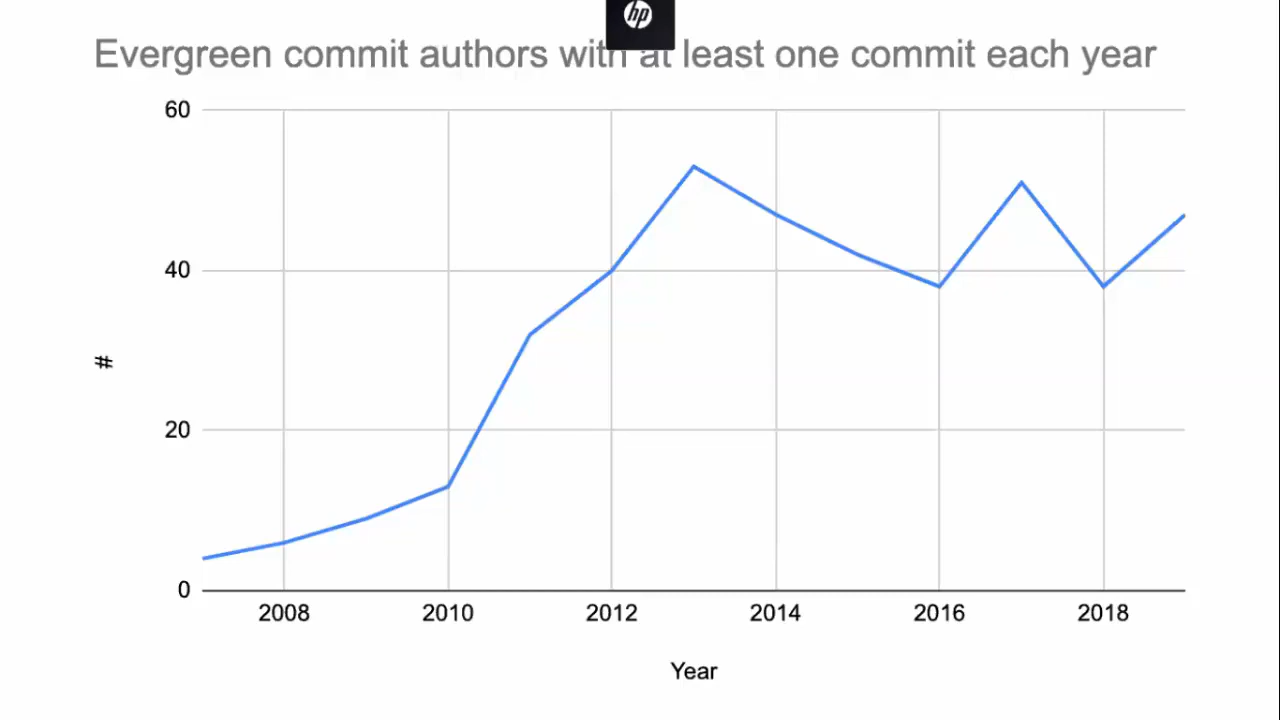 hp
Evergreen commit authors with at least one commit each year
60
40
20
0
#
2008 2010 2012 2014 2016 2018
Year